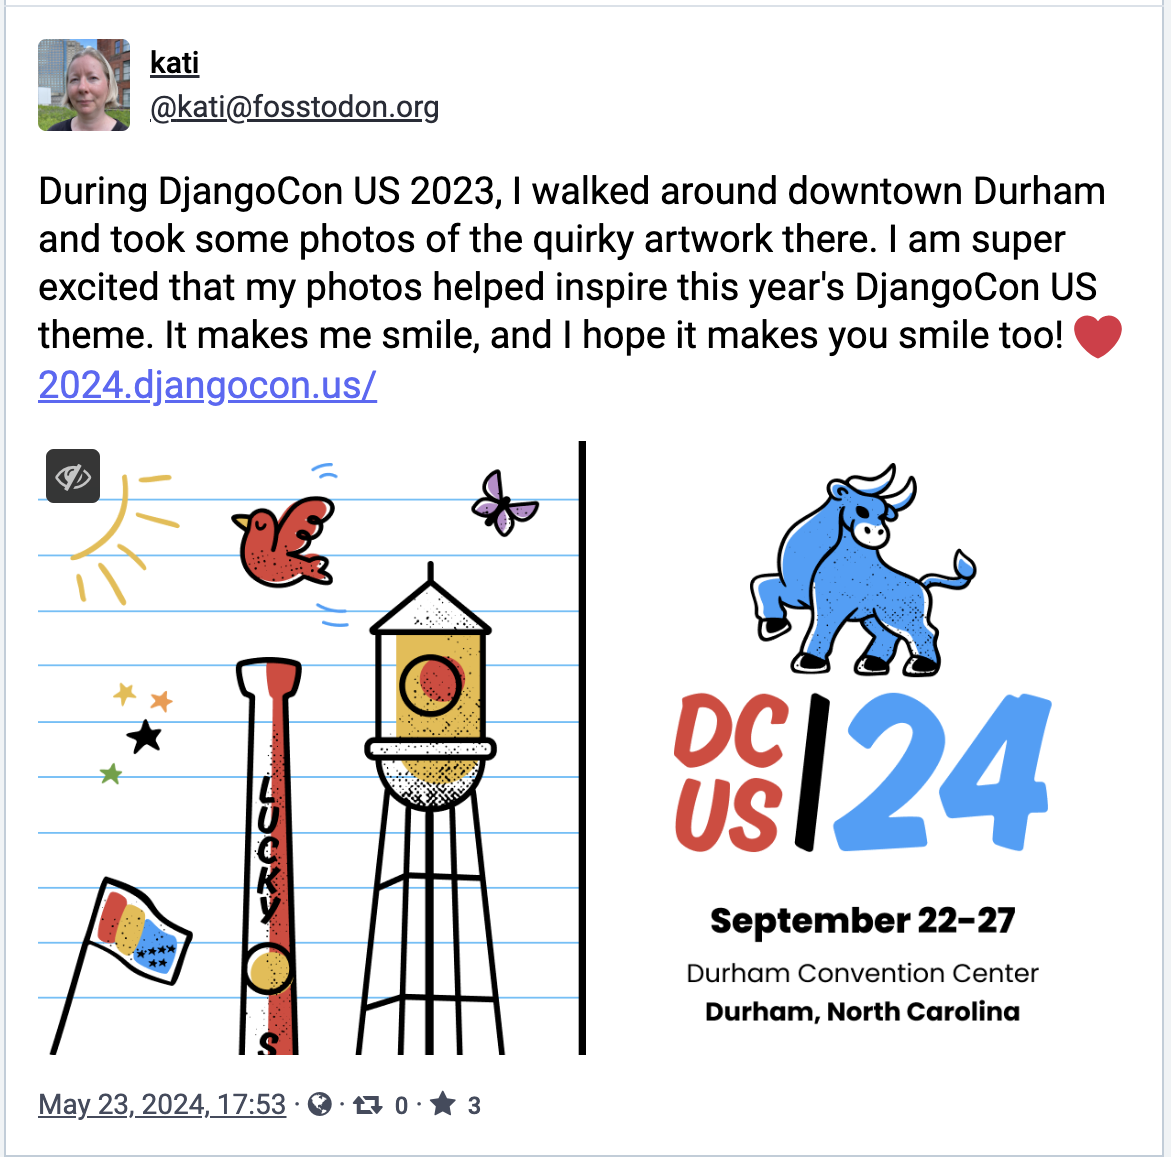 kati
@kati@fosstodon.org
During DjangoCon US 2023, I walked around downtown Durham
and took some photos of the quirky artwork there. I am super
excited that my photos helped inspire this year's DjangoCon US
theme. It makes me smile, and I hope it makes you smile too! ❤️
2024.djangocon.us/
LUCKY
S
DC
US
24
September 22–27
Durham Convention Center
Durham, North Carolina
May 23, 2024, 17:53 · · 0 · 3